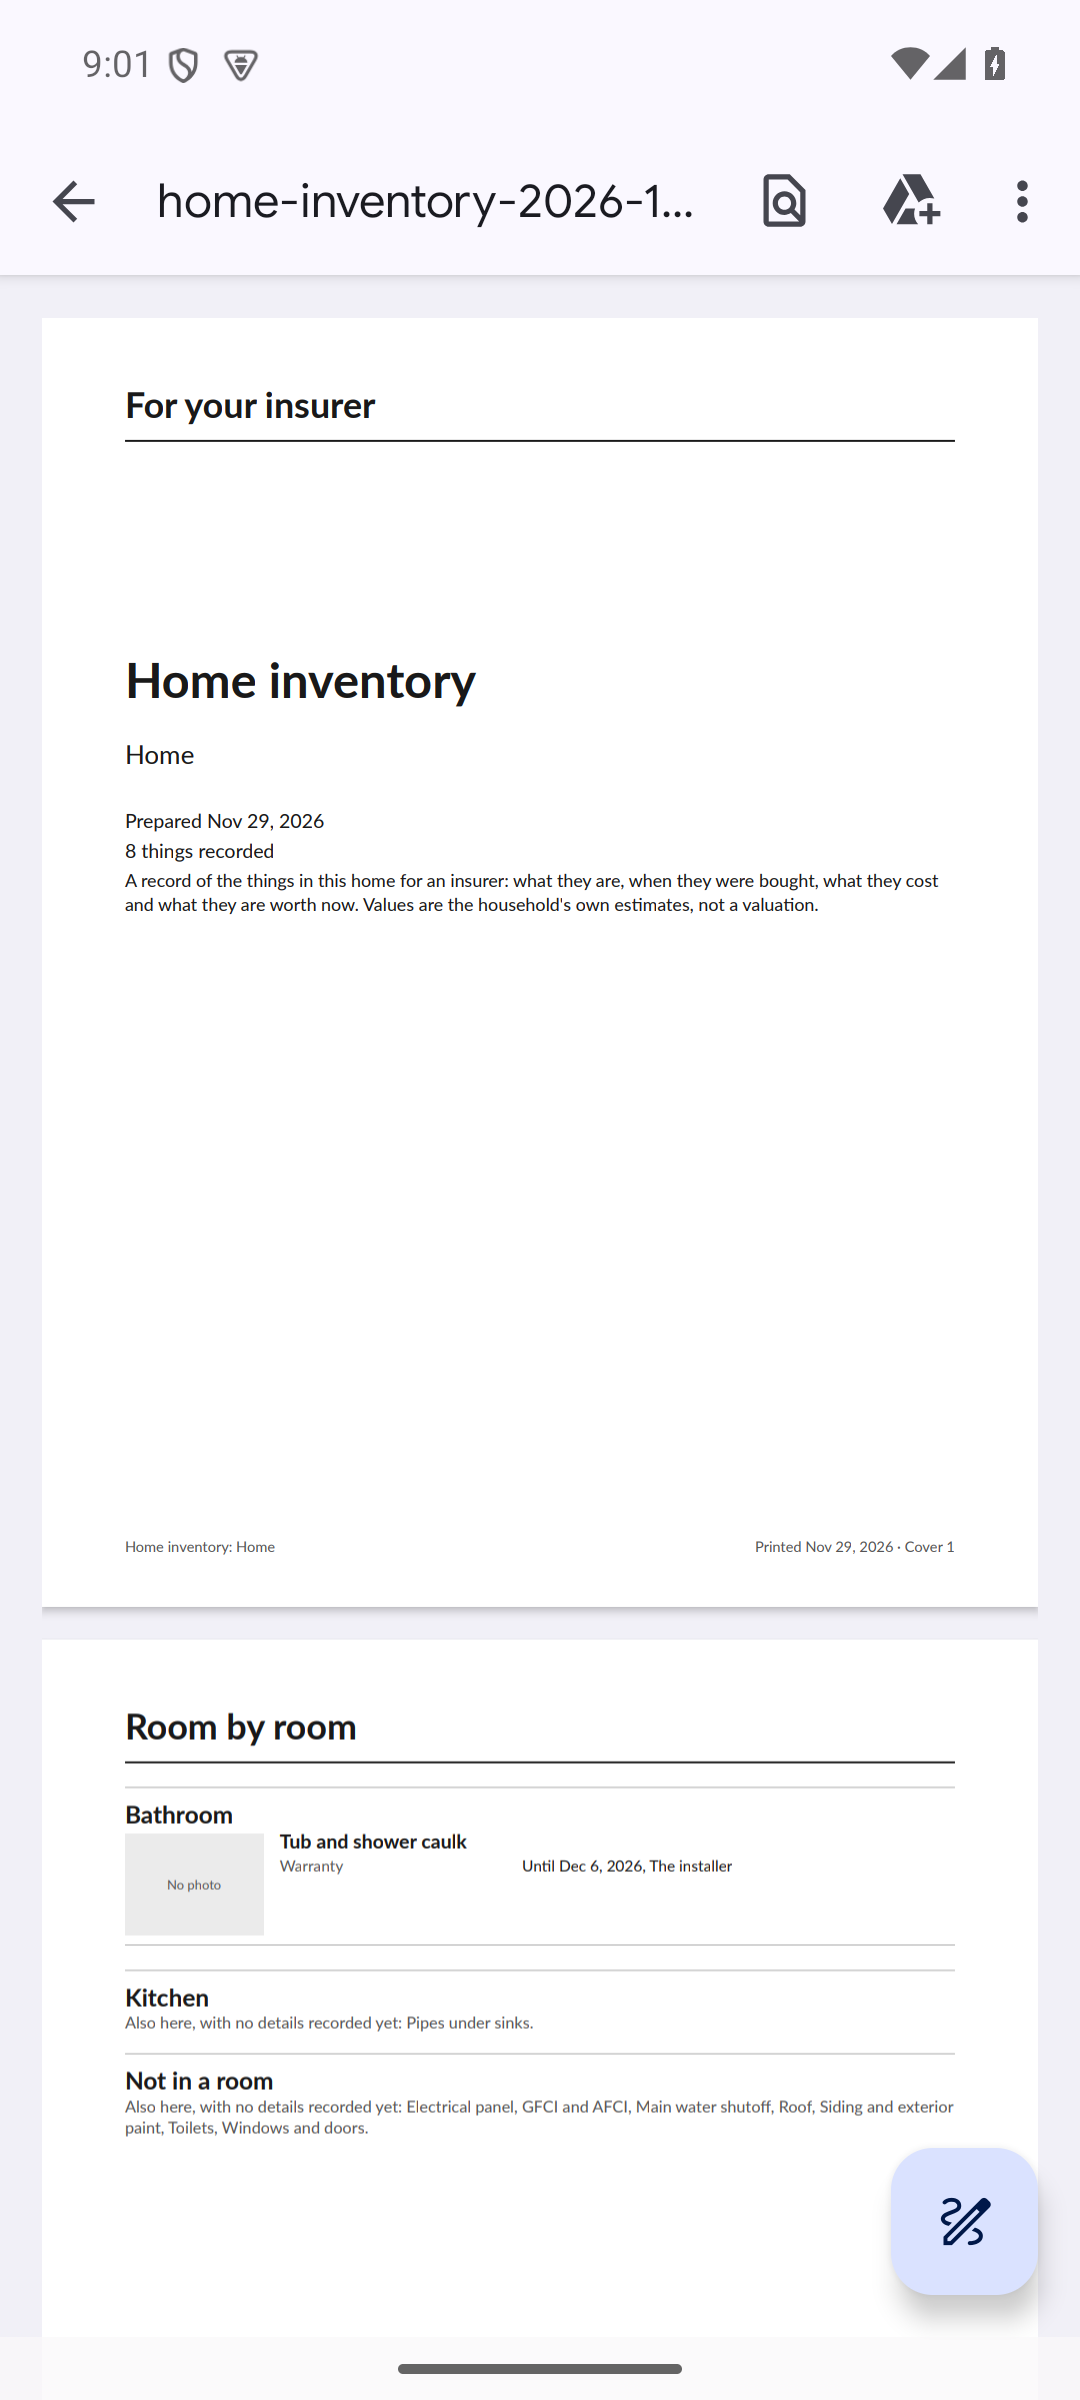 9:01
home-inventory-2026-1...
For your insurer
Home inventory
Home
Prepared Nov 29, 2026
8 things recorded
A record of the things in this home for an insurer: what they are, when they were bought, what they cost
and what they are worth now. Values are the household's own estimates, not a valuation.
Home inventory: Home
Printed Nov 29, 2026 · Cover 1
Room by room
Bathroom
No photo
Tub and shower caulk
Warranty
Until Dec 6, 2026, The installer
Kitchen
Also here, with no details recorded yet: Pipes under sinks.
Not in a room
Also here, with no details recorded yet: Electrical panel, GFCI and AFCI, Main water shutoff, Roof, Siding and exterior
paint, Toilets, Windows and doors.